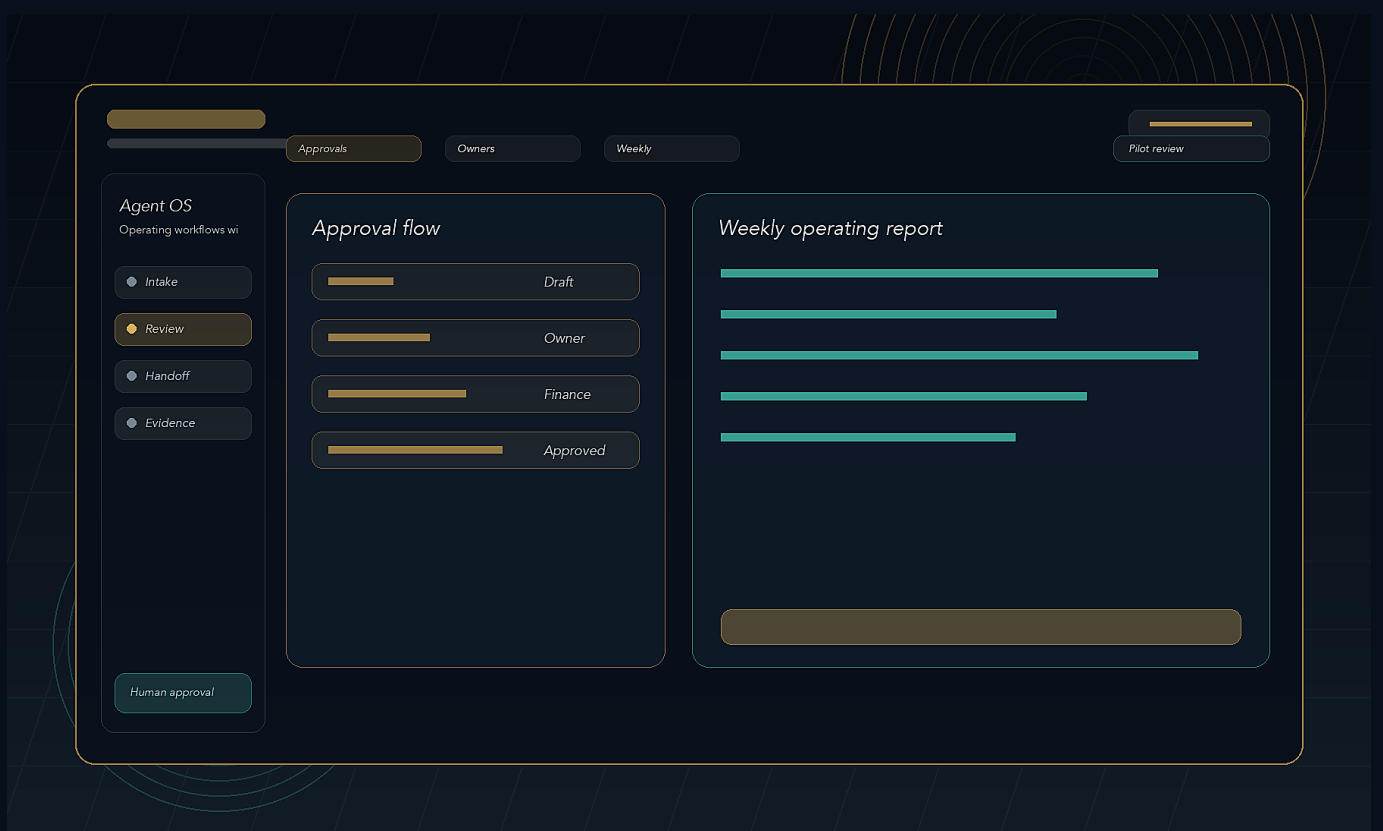 Approvals
Owners
Weekly
Pilot review
Agent OS
Operating workflows wi
Intake
Review
Handoff
Evidence
Human approval
Approval flow
Draft
Owner
Finance
Approved
Weekly operating report